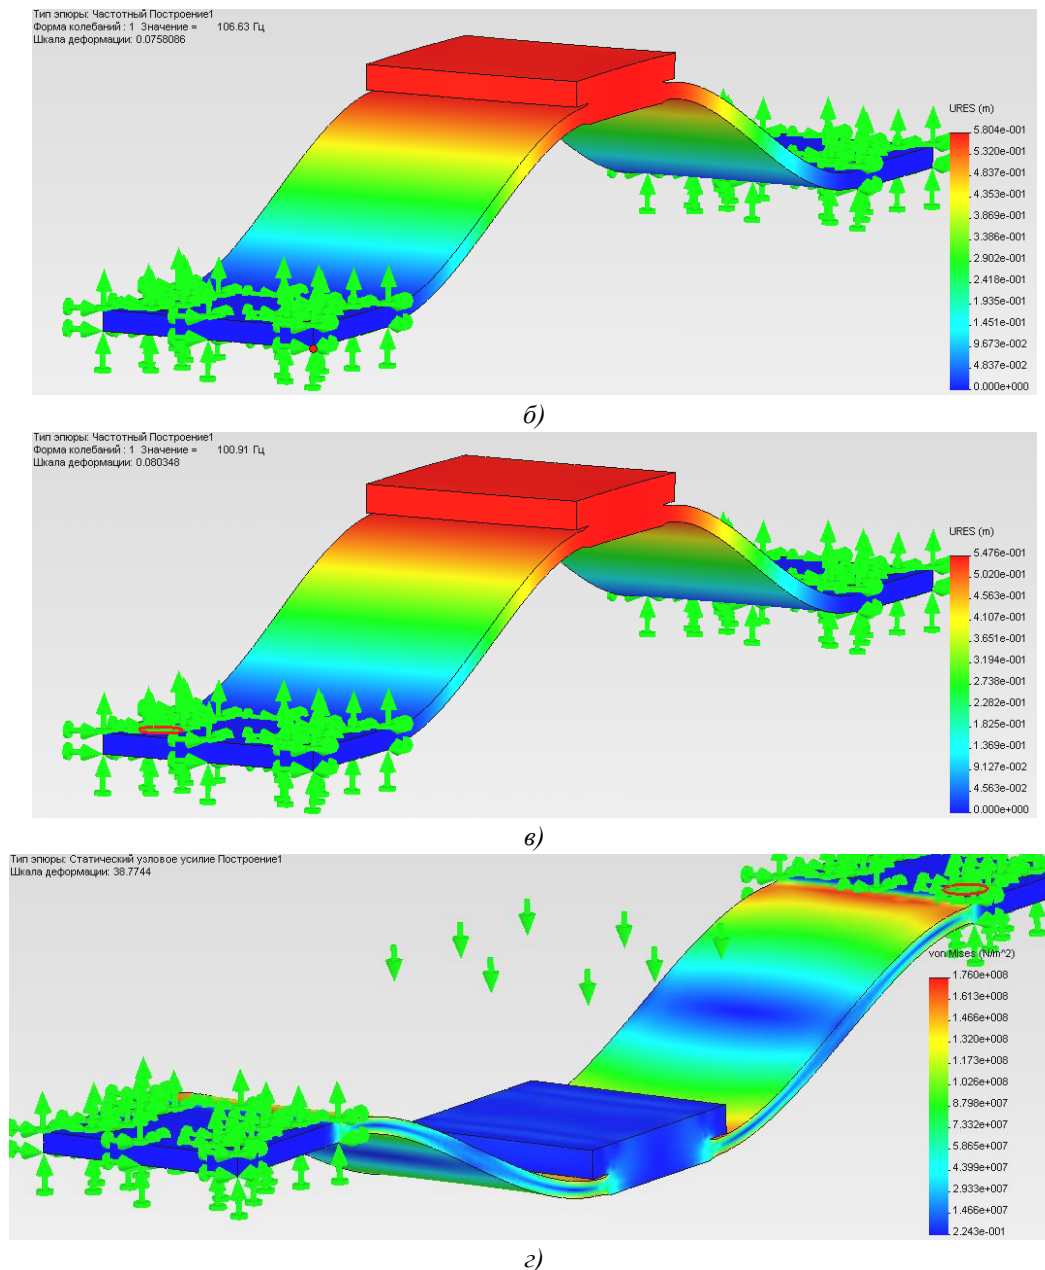 Тип эпюры: Частотный Построение1
Форма колебаний : 1 Значение = 106.63 Гц
Шкала деформации: 0.0758086
URES (m)
5.804e-001
5.320e-001
4.837e-001
4.353e-001
3.869e-001
3.386e-001
2.902e-001
2.418e-001
1.935e-001
1.451e-001
9.673e-002
4.837e-002
0.000e+000
б)
Тип эпюры: Частотный Построение1
Форма колебаний : 1 Значение = 100.91 Гц
Шкала деформации: 0.080348
URES (m)
5.476e-001
5.020e-001
4.563e-001
4.107e-001
3.651e-001
3.194e-001
2.738e-001
2.282e-001
1.825e-001
1.369e-001
9.127e-002
4.563e-002
0.000e+000
в)
Тип эпюры: Статический узловое усилие Построение1
Шкала деформации: 38.7744
von Mises (N/m^2)
1.760e+008
1.613e+008
1.466e+008
1.320e+008
1.173e+008
1.026e+008
8.798e+007
7.332e+007
5.865e+007
4.399e+007
2.933e+007
1.466e+007
2.243e-001
г)